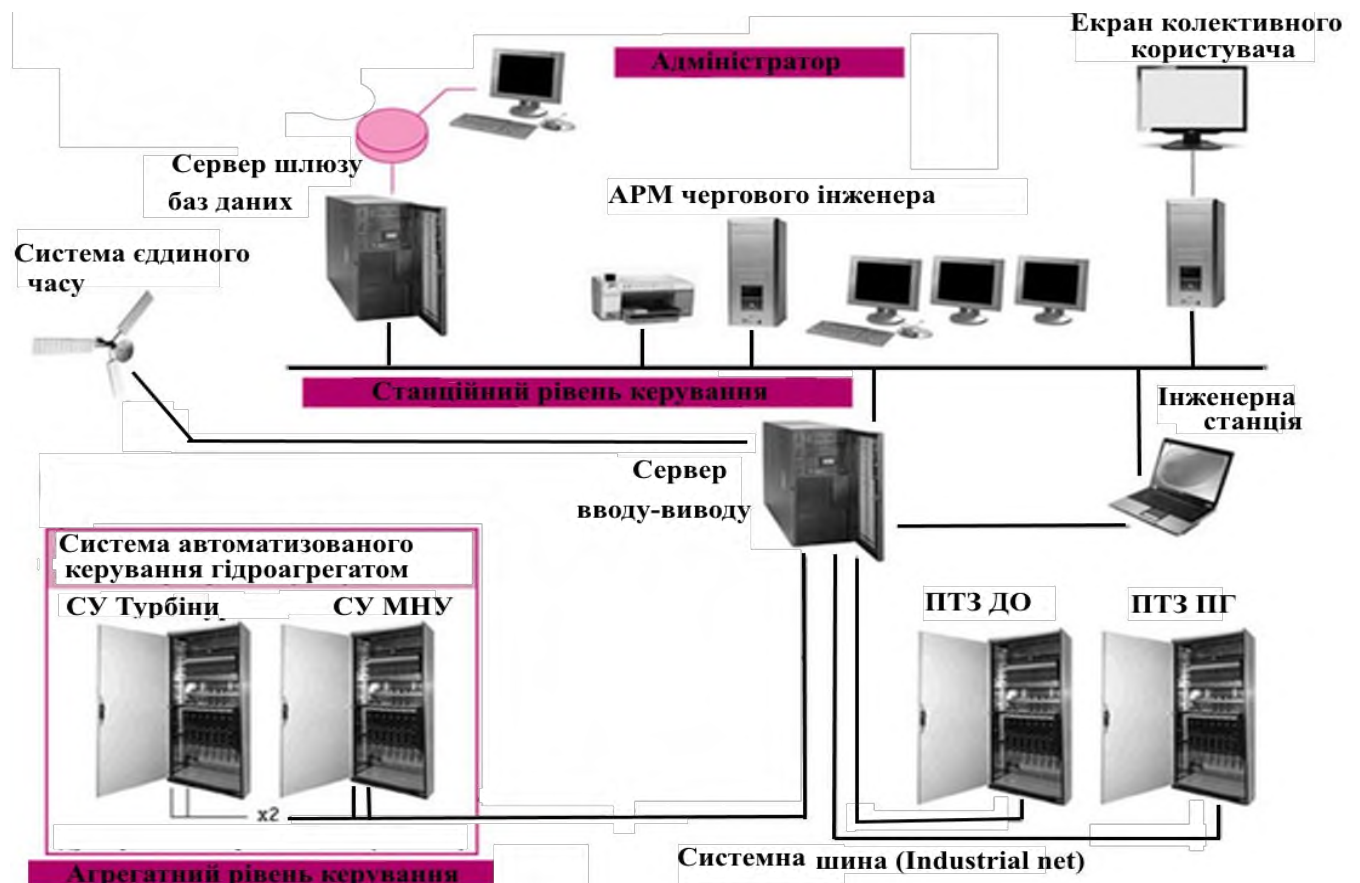 Екран колективного
користувача
Адміністратор
Сервер шлюзу
баз даних
АРМ чергового інженера
Система єддиного
часу
Станційний рівень керування
Інженерна
станція
Сервер
вводу-виводу
Система автоматизованого
керування гідроагрегатом
СУ Турбіни
СУ МНУ
ПТЗ ДО
ПТЗ ПГ
x2
Системна шина (Industrial net)
Агрегатний рівень керування